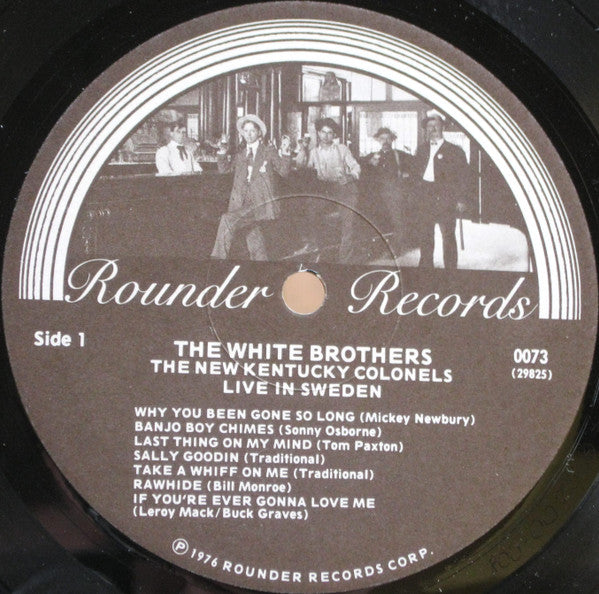 Rounder Records
Side 1
THE WHITE BROTHERS
THE NEW KENTUCKY COLONELS
LIVE IN SWEDEN
0073
(29825)
WHY YOU BEEN GONE SO LONG (Mickey Newbury)
BANJO BOY CHIMES (Sonny Osborne)
LAST THING ON MY MIND (Tom Paxton)
SALLY GOODIN (Traditional)
TAKE A WHIFF ON ME (Traditional)
RAWHIDE (Bill Monroe)
IF YOU'RE EVER GONNA LOVE ME
(Leroy Mack/Buck Graves)
Ⓟ 1976 ROUNDER RECORDS CORP.